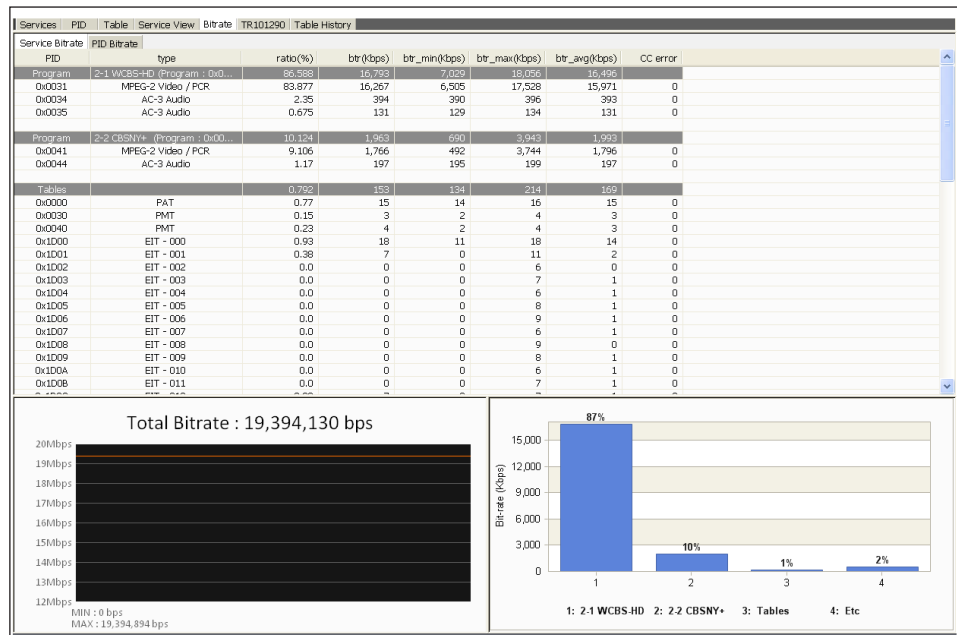 Services PID Table Service View Bitrate TR101290 Table History
Service Bitrate PID Bitrate
PID type ratio(%) btr(Kbps) btr_min(Kbps) btr_max(Kbps) btr_avg(Kbps) CC error
Program 2-1 WCBS-HD (Program : 0x0... 86.588 16,793 7,029 18,056 16,496
0x0031 MPEG-2 Video / PCR 83.877 16,267 6,505 17,528 15,971 0
0x0034 AC-3 Audio 2.35 394 390 396 393 0
0x0035 AC-3 Audio 0.675 131 129 134 131 0
Program 2-2 CBSNY+ (Program : 0x00... 10.124 1,963 690 3,943 1,993
0x0041 MPEG-2 Video / PCR 9.106 1,766 492 3,744 1,796 0
0x0044 AC-3 Audio 1.17 197 195 199 197 0
Tables 0.792 153 134 214 169
0x0000 PAT 0.77 15 14 16 15 0
0x0030 PMT 0.15 3 2 4 3 0
0x0040 PMT 0.23 4 2 4 3 0
0x1D00 EIT - 000 0.93 18 11 18 14 0
0x1D01 EIT - 001 0.38 7 0 11 2 0
0x1D02 EIT - 002 0.0 0 0 6 0 0
0x1D03 EIT - 003 0.0 0 0 7 1 0
0x1D04 EIT - 004 0.0 0 0 6 1 0
0x1D05 EIT - 005 0.0 0 0 8 1 0
0x1D06 EIT - 006 0.0 0 0 9 1 0
0x1D07 EIT - 007 0.0 0 0 6 1 0
0x1D08 EIT - 008 0.0 0 0 9 0 0
0x1D09 EIT - 009 0.0 0 0 8 1 0
0x1D0A EIT - 010 0.0 0 0 6 1 0
0x1D0B EIT - 011 0.0 0 0 7 1 0
Total Bitrate : 19,394,130 bps
20Mbps
19Mbps
18Mbps
17Mbps
16Mbps
15Mbps
14Mbps
13Mbps
12Mbps
MIN : 0 bps
MAX : 19,394,894 bps
Bit-rate (Kbps)
15,000
12,000
9,000
6,000
3,000
0
87%
10%
1%
2%
1 2 3 4
1: 2-1 WCBS-HD 2: 2-2 CBSNY+ 3: Tables 4: Etc